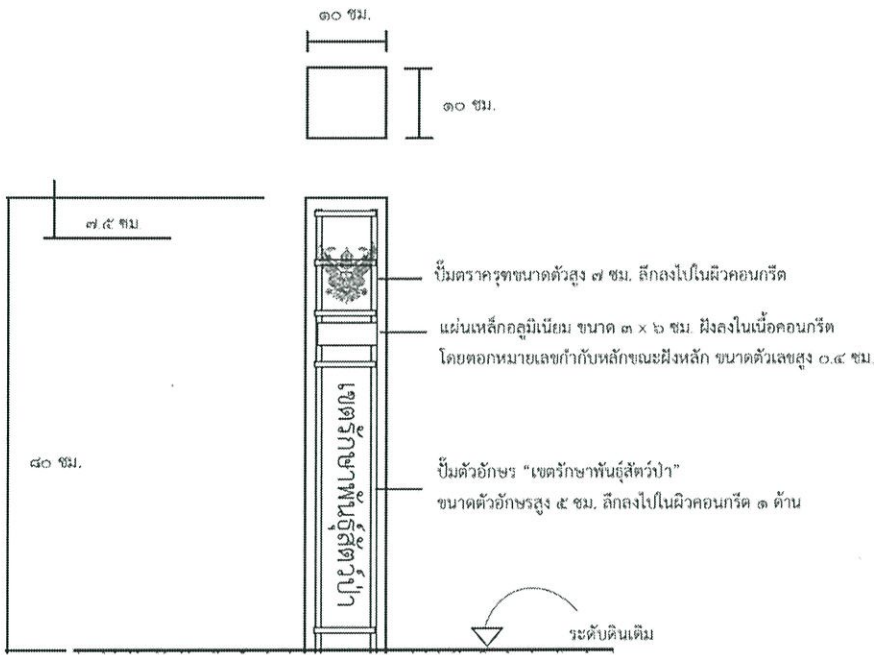 ๑๐ ซม.
๑๐ ซม.
๗.๕ ซม
ปั๊มตราครุฑขนาดตัวสูง ๗ ซม. ลึกลงไปในผิวคอนกรีต
แผ่นเหล็กอลูมิเนียม ขนาด ๓ × ๖ ซม. ฝังลงในเนื้อคอนกรีต
โดยตอกหมายเลขกำกับหลักขณะฝังหลัก ขนาดตัวเลขสูง ๐.๔ ซม.
๘๐ ซม.
เขตรักษาพันธุ์สัตว์ป่า
ปั๊มตัวอักษร “เขตรักษาพันธุ์สัตว์ป่า”
ขนาดตัวอักษรสูง ๕ ซม. ลึกลงไปในผิวคอนกรีต ๑ ด้าน
ระดับดินเดิม